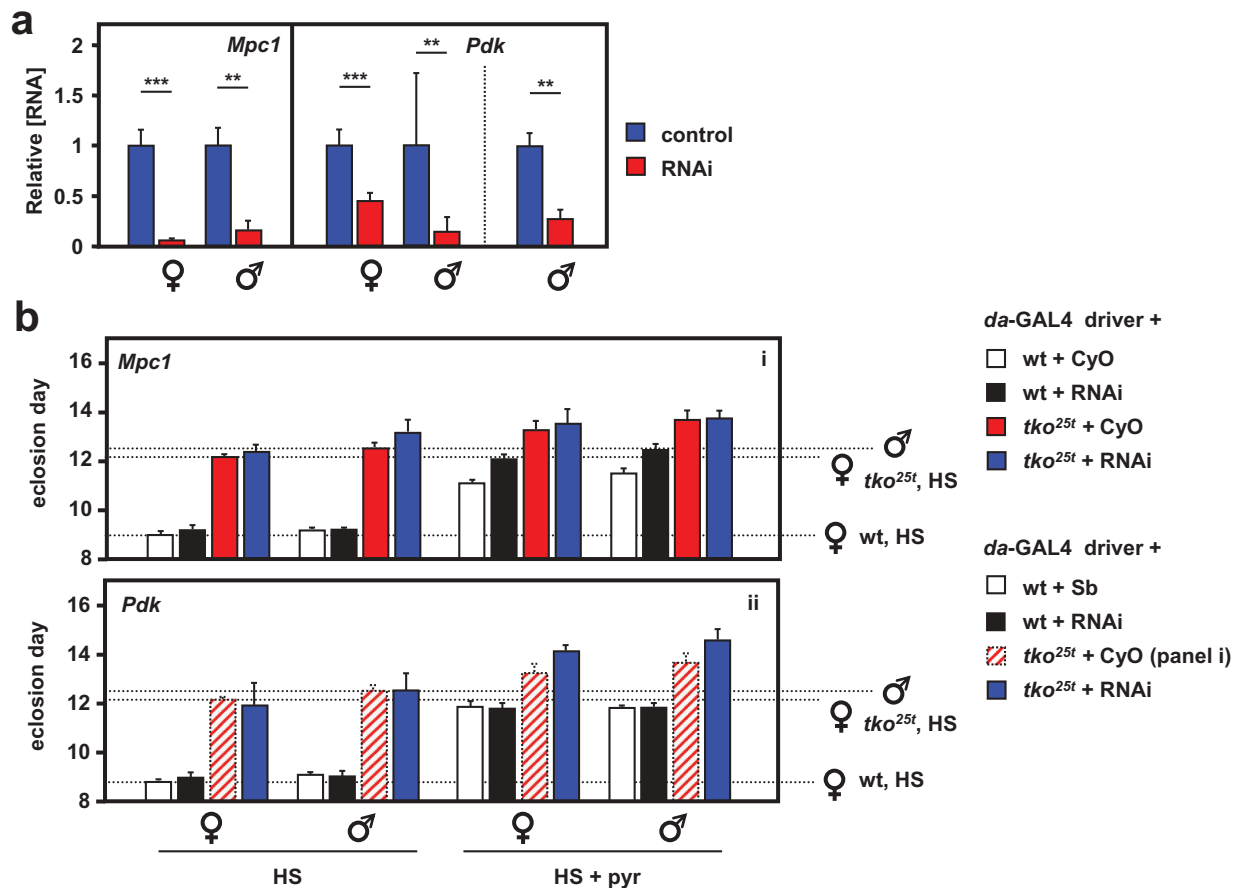 a
Mpc1
Pdk
2
1.5
1
0.5
0
Relative [RNA]
*** ** *** ** **
♀ ♂ ♀ ♂ ♂
control
RNAi
b
Mpc1
i
16
14
12
10
8
eclosion day
♂
♀ tko25t, HS
♀ wt, HS
da-GAL4 driver +
wt + CyO
wt + RNAi
tko25t + CyO
tko25t + RNAi
Pdk
ii
16
14
12
10
8
eclosion day
♂
♀ tko25t, HS
♀ wt, HS
da-GAL4 driver +
wt + Sb
wt + RNAi
tko25t + CyO (panel i)
tko25t + RNAi
♀ ♂ ♀ ♂
HS HS + pyr